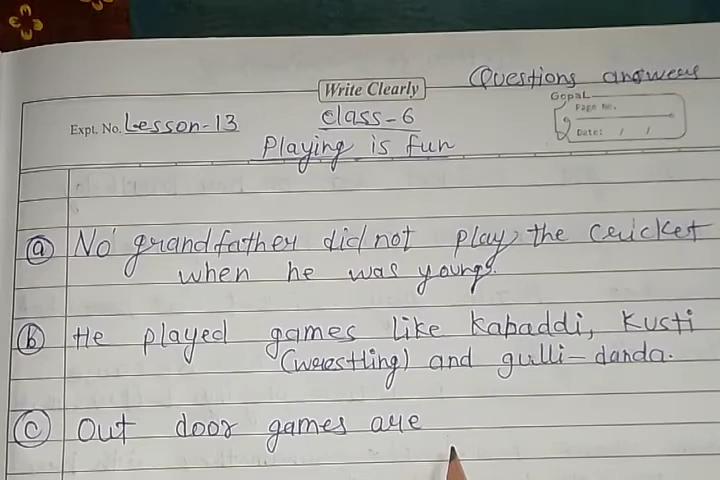 Questions answers
Write Clearly
Gopal
Page No.
Date: / /
Expt. No. Lesson-13
Class-6
Playing is fun
(a) No grandfather did not play the cricket
when he was young.
(b) He played games like kabaddi, kusti
(wrestling) and gulli-danda.
(c) Out door games are